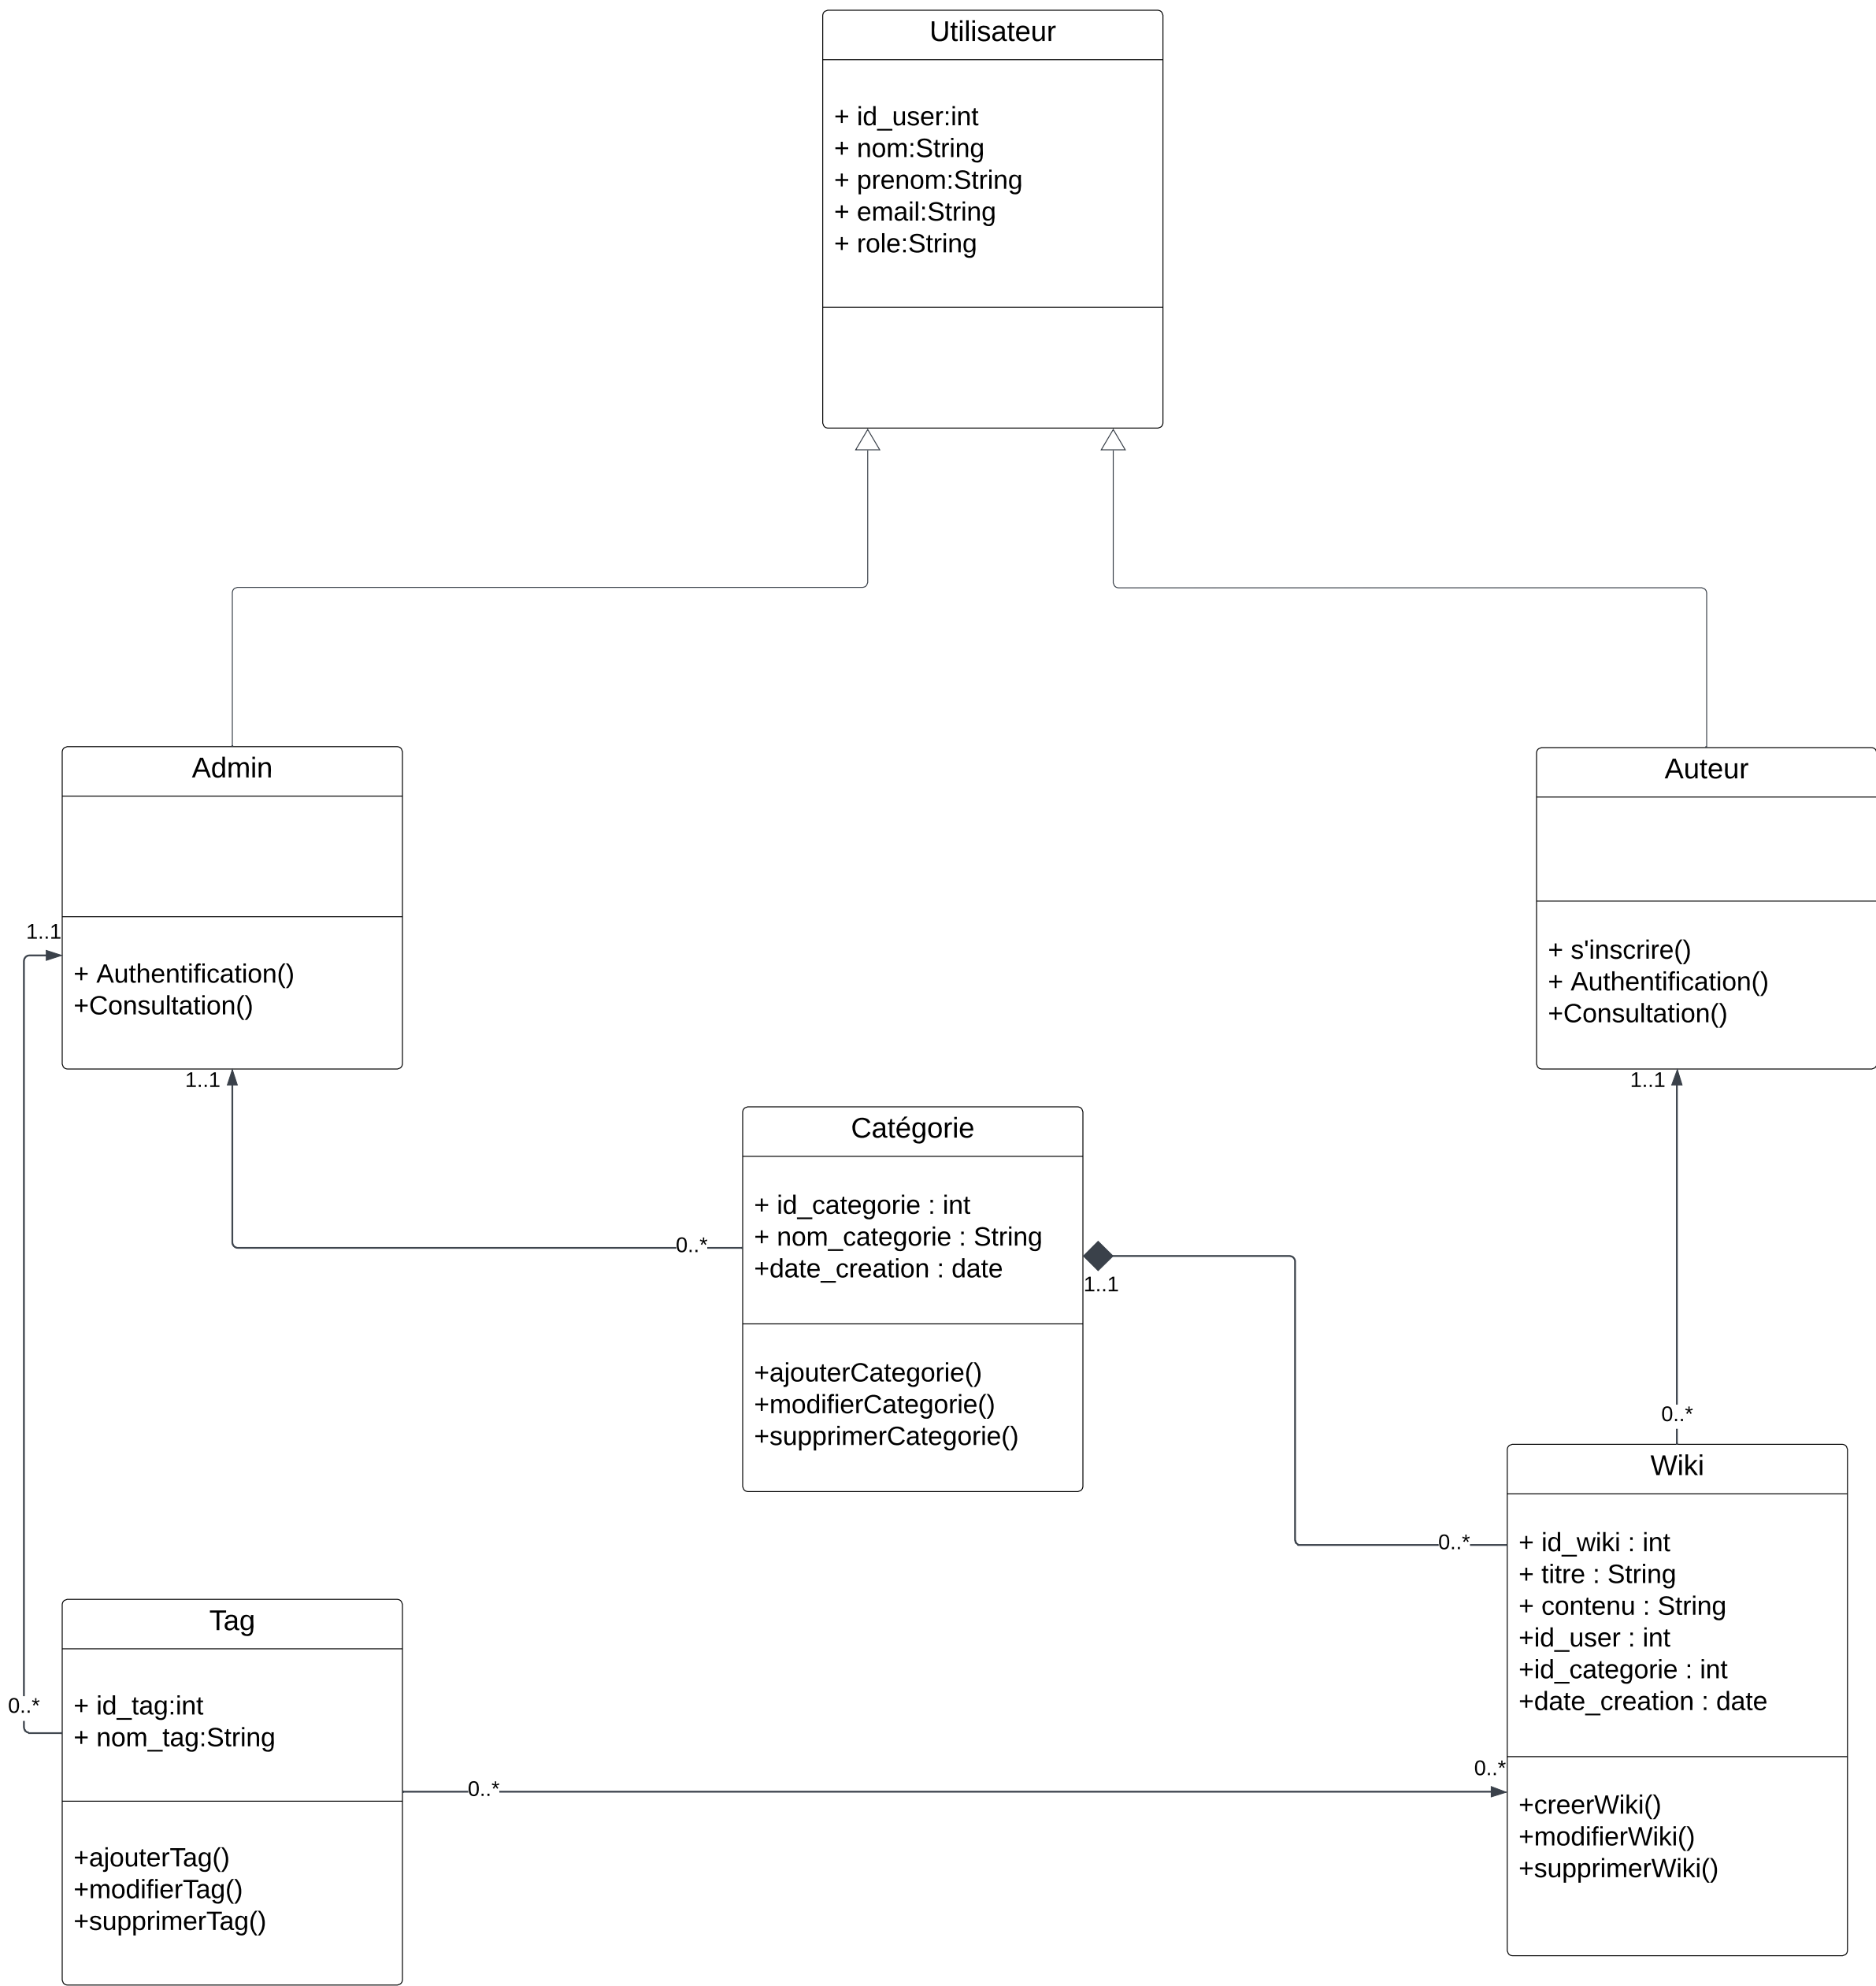 Utilisateur
+ id_user:int
+ nom:String
+ prenom:String
+ email:String
+ role:String
Admin
+ Authentification()
+Consultation()
Auteur
+ s'inscrire()
+ Authentification()
+Consultation()
1..1
1..1
1..1
Catégorie
+ id_categorie : int
+ nom_categorie : String
+date_creation : date
+ajouterCategorie()
+modifierCategorie()
+supprimerCategorie()
0..*
1..1
0..*
0..*
Wiki
+ id_wiki : int
+ titre : String
+ contenu : String
+id_user : int
+id_categorie : int
+date_creation : date
+creerWiki()
+modifierWiki()
+supprimerWiki()
Tag
+ id_tag:int
+ nom_tag:String
+ajouterTag()
+modifierTag()
+supprimerTag()
0..*
0..*
0..*